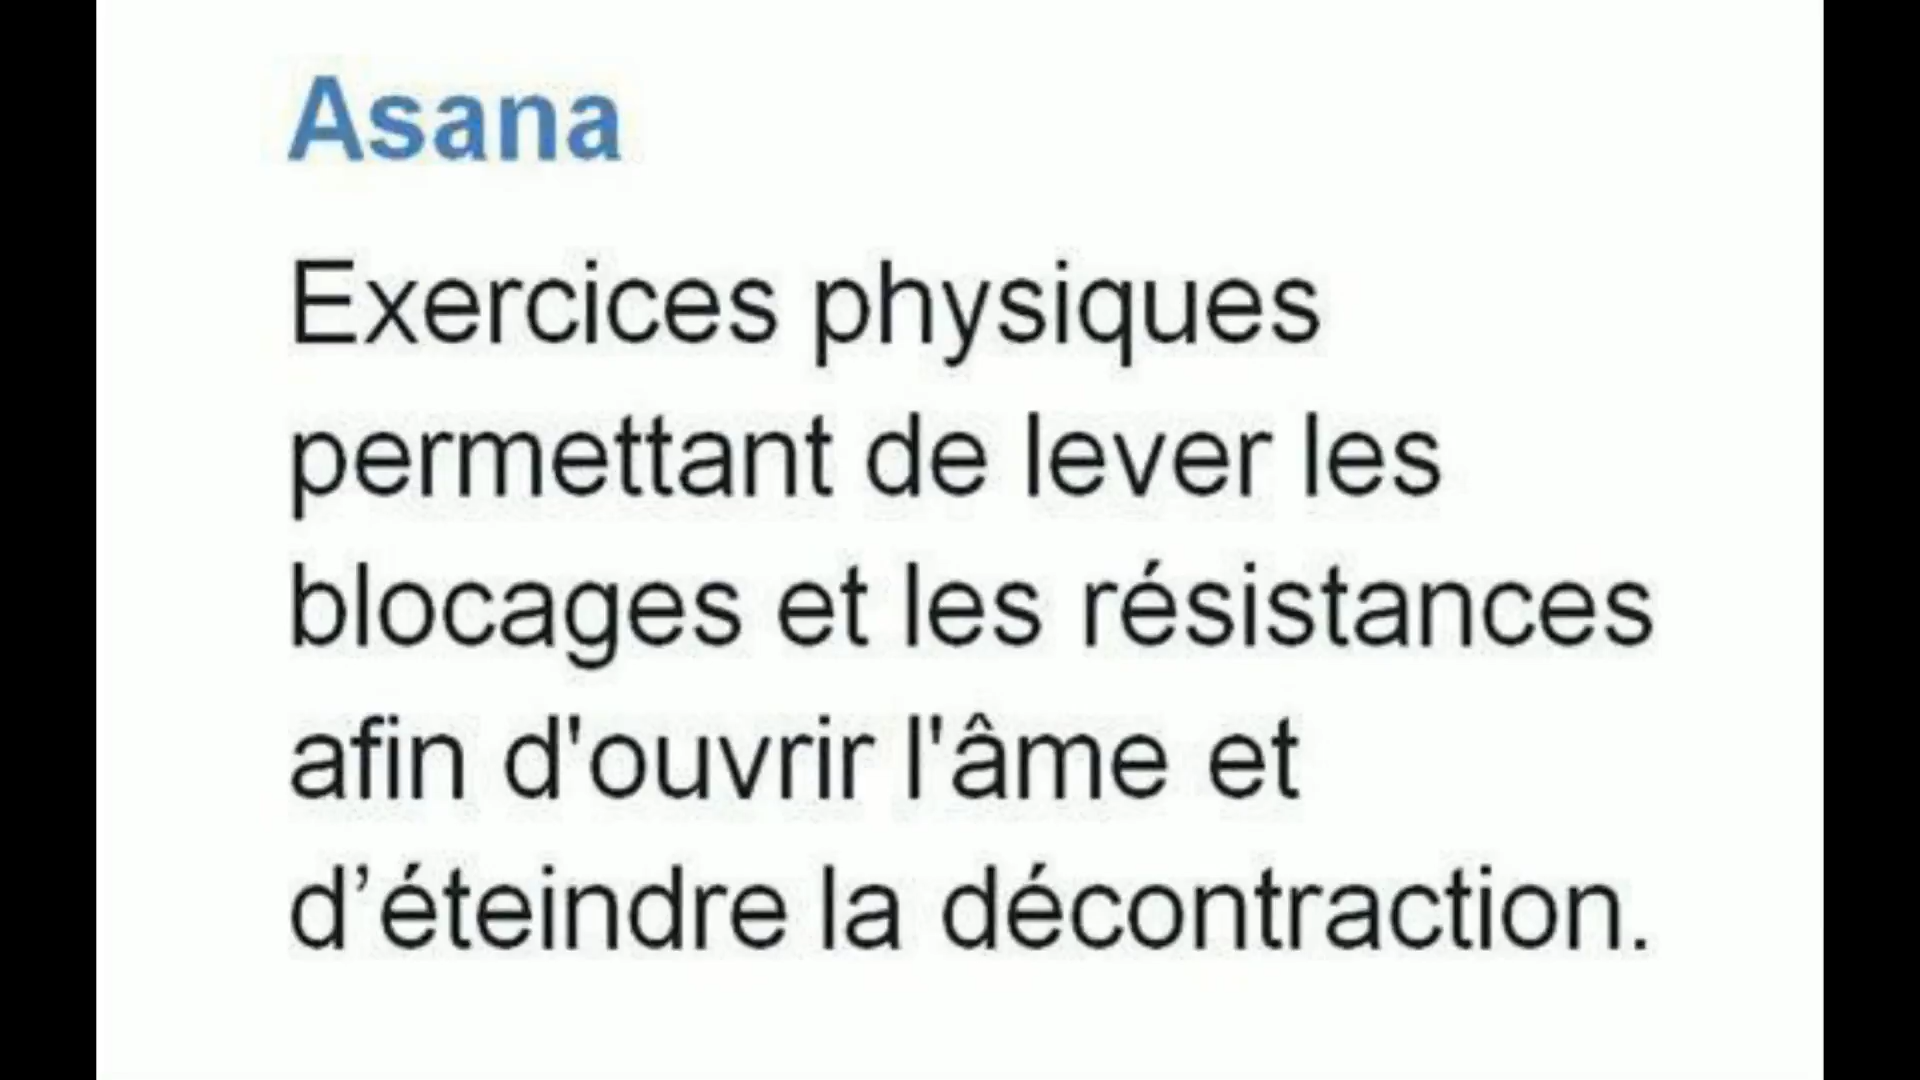 Asana
Exercices physiques
permettant de lever les
blocages et les résistances
afin d'ouvrir l'âme et
d’éteindre la décontraction.